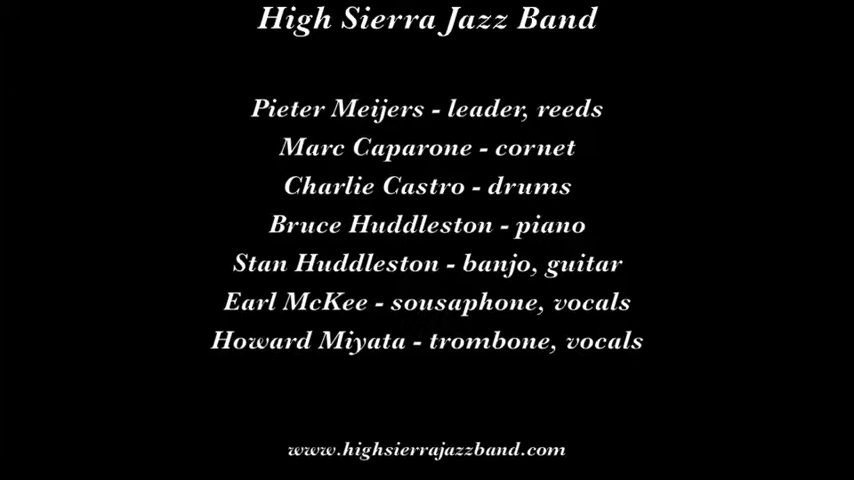 High Sierra Jazz Band
Pieter Meijers - leader, reeds
Marc Caparone - cornet
Charlie Castro - drums
Bruce Huddleston - piano
Stan Huddleston - banjo, guitar
Earl McKee - sousaphone, vocals
Howard Miyata - trombone, vocals
www.highsierrajazzband.com